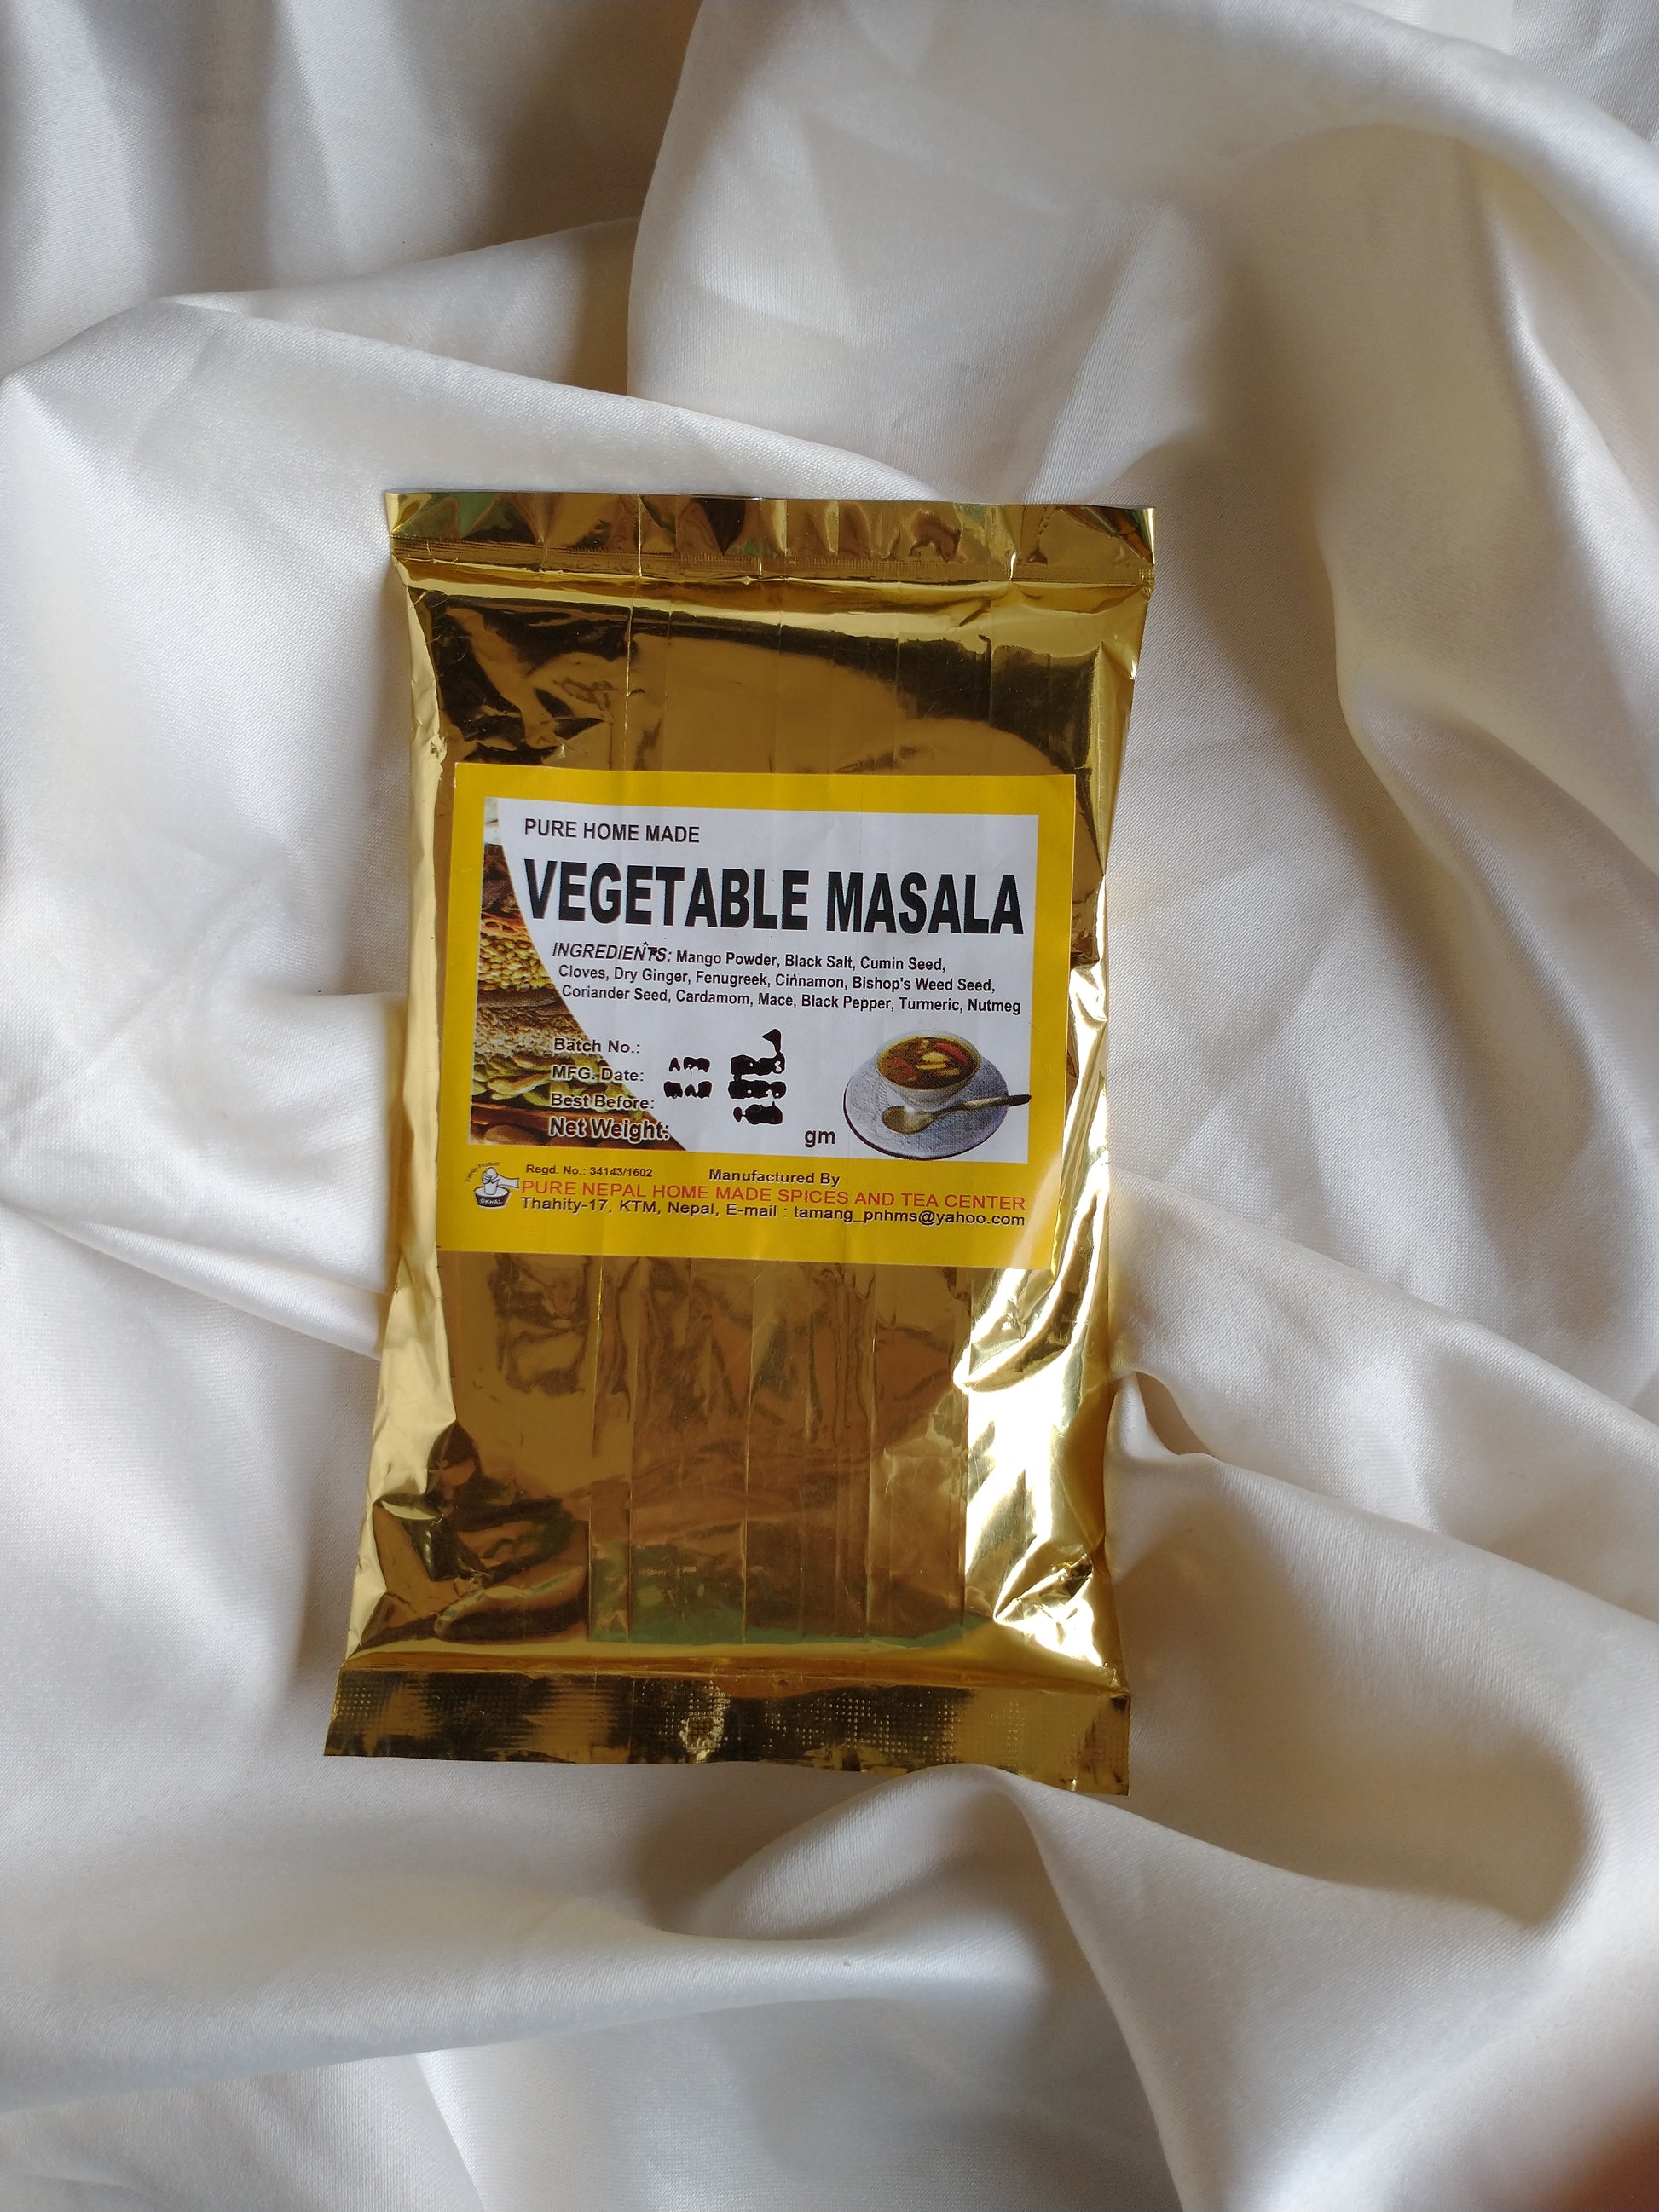 PURE HOME MADE
VEGETABLE MASALA
INGREDIENTS: Mango Powder, Black Salt, Cumin Seed,
Cloves, Dry Ginger, Fenugreek, Cinnamon, Bishop's Weed Seed,
Coriander Seed, Cardamom, Mace, Black Pepper, Turmeric, Nutmeg
Batch No.:
MFG. Date:
Best Before:
Net Weight: gm
Regd. No.: 34143/1602 Manufactured By
OKHAL
PURE NEPAL HOME MADE SPICES AND TEA CENTER
Thahity-17, KTM, Nepal, E-mail : tamang_pnhms@yahoo.com